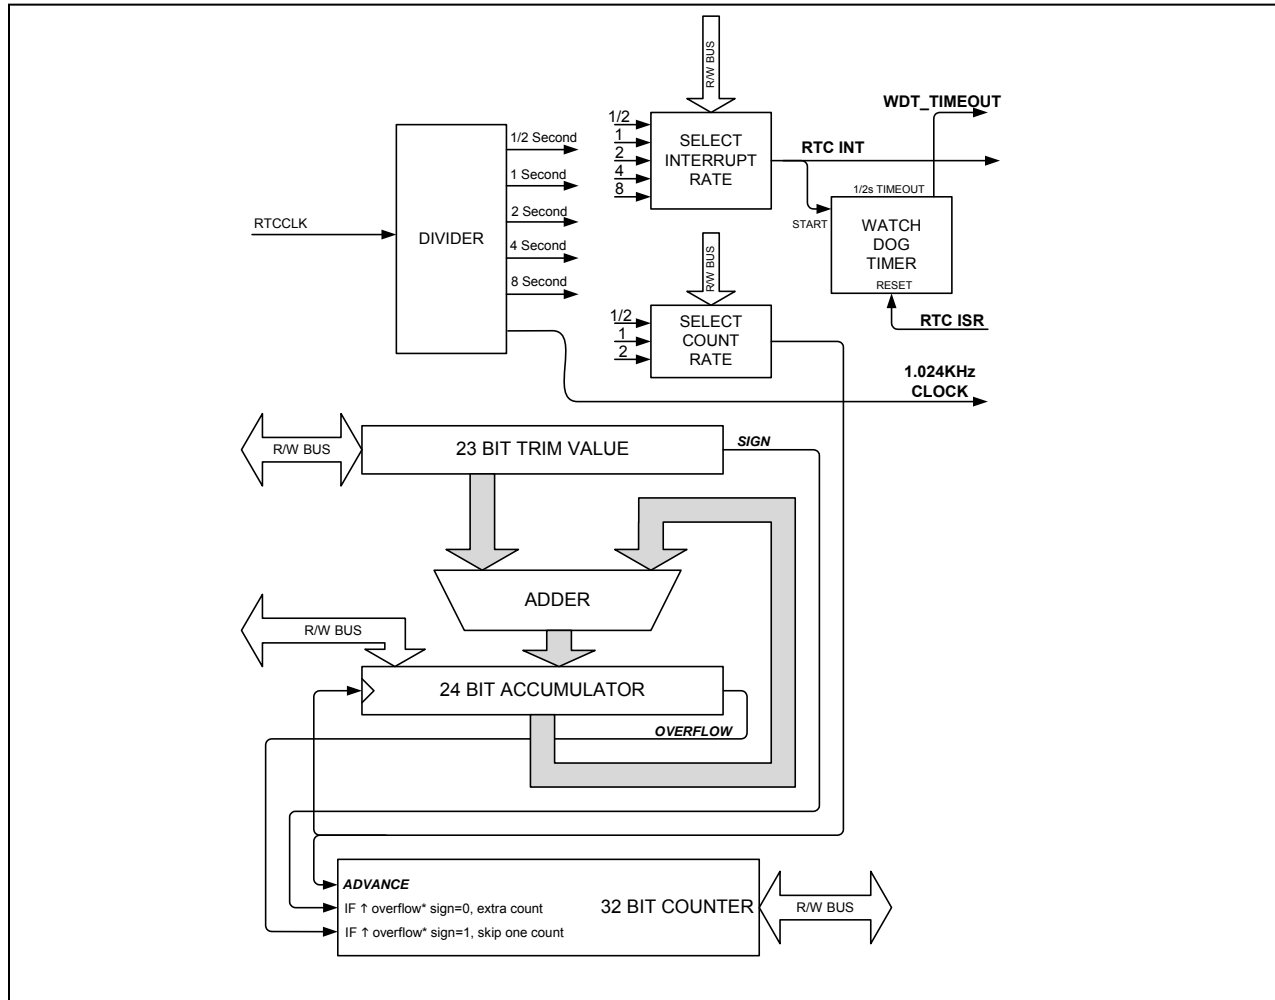 R/W BUS
WDT_TIMEOUT
1/2
1
2
4
8
SELECT
INTERRUPT
RATE
RTC INT
1/2 Second
1 Second
2 Second
4 Second
8 Second
RTCCLK
DIVIDER
1/2s TIMEOUT
START
WATCH
DOG
TIMER
RESET
RTC ISR
R/W BUS
1/2
1
2
SELECT
COUNT
RATE
1.024KHz
CLOCK
R/W BUS
23 BIT TRIM VALUE
SIGN
ADDER
R/W BUS
24 BIT ACCUMULATOR
OVERFLOW
ADVANCE
IF ↑ overflow* sign=0, extra count
IF ↑ overflow* sign=1, skip one count
32 BIT COUNTER
R/W BUS